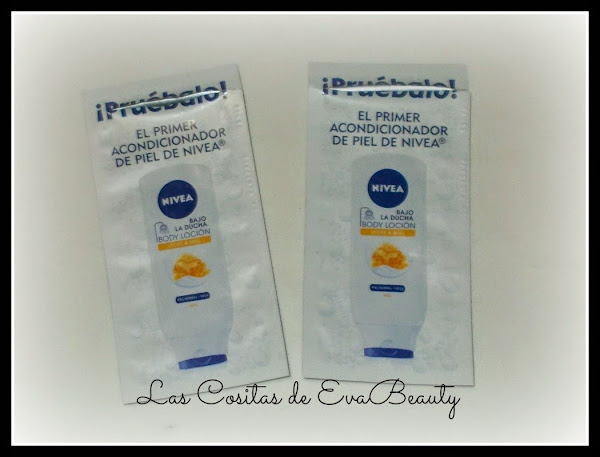 ¡Pruébalo!
EL PRIMER
ACONDICIONADOR
DE PIEL DE NIVEA®
NIVEA
BAJO
LA DUCHA
BODY LOCIÓN
¡Pruébalo!
EL PRIMER
ACONDICIONADOR
DE PIEL DE NIVEA®
NIVEA
BAJO
LA DUCHA
BODY LOCIÓN
Las Cositas de EvaBeauty